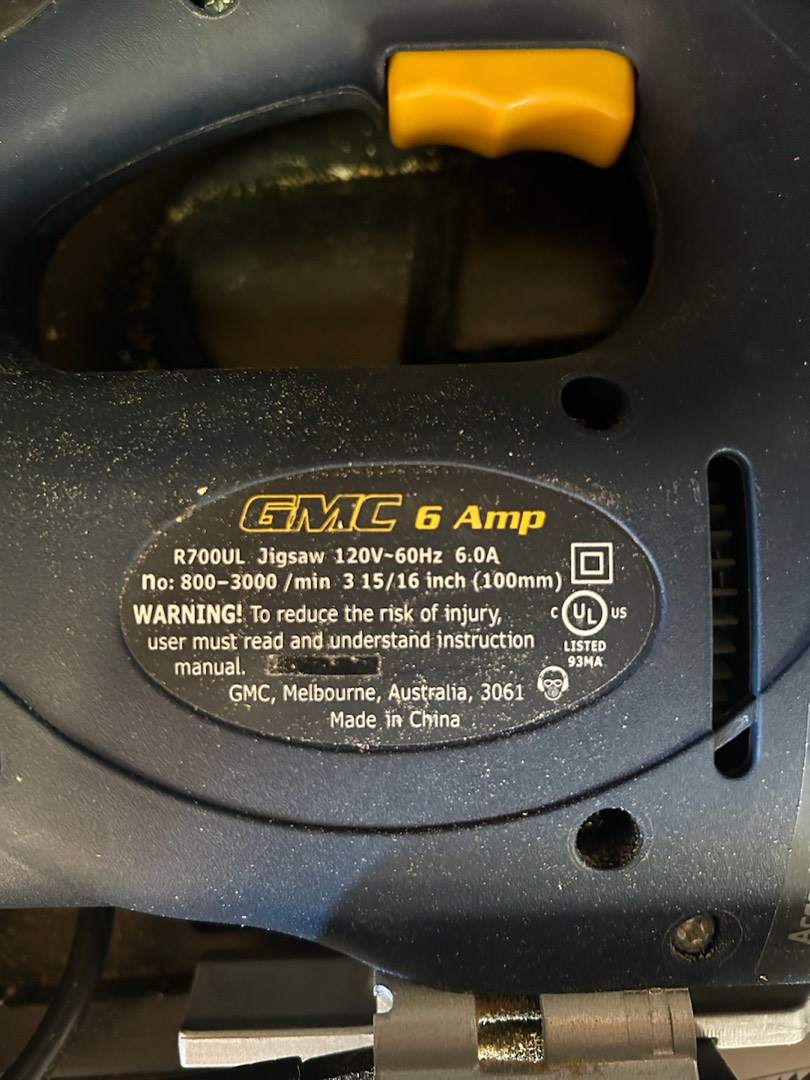 GMC 6 Amp
R700UL Jigsaw 120V~60Hz 6.0A
no: 800-3000 /min 3 15/16 inch (100mm)
WARNING! To reduce the risk of injury,
user must read and understand instruction
manual.
C UL US
LISTED
93MA
GMC, Melbourne, Australia, 3061
Made in China